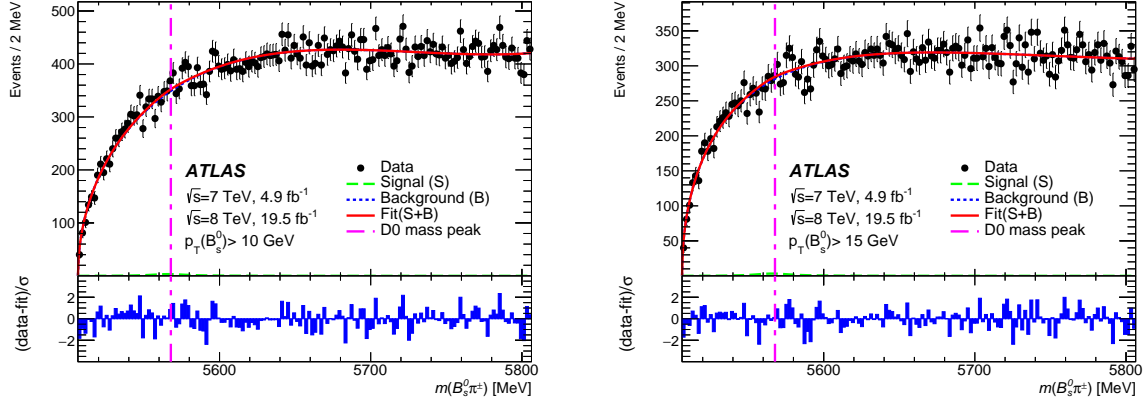 Events / 2 MeV
500
400
300
200
100
ATLAS
√s=7 TeV, 4.9 fb⁻¹
√s=8 TeV, 19.5 fb⁻¹
p_T(B_s^0)> 10 GeV
Data
Signal (S)
Background (B)
Fit(S+B)
D0 mass peak
(data-fit)/σ
2
0
−2
5600
5700
5800
m(B_s^0π^±) [MeV]
Events / 2 MeV
350
300
250
200
150
100
50
ATLAS
√s=7 TeV, 4.9 fb⁻¹
√s=8 TeV, 19.5 fb⁻¹
p_T(B_s^0)> 15 GeV
Data
Signal (S)
Background (B)
Fit(S+B)
D0 mass peak
(data-fit)/σ
2
0
−2
5600
5700
5800
m(B_s^0π^±) [MeV]